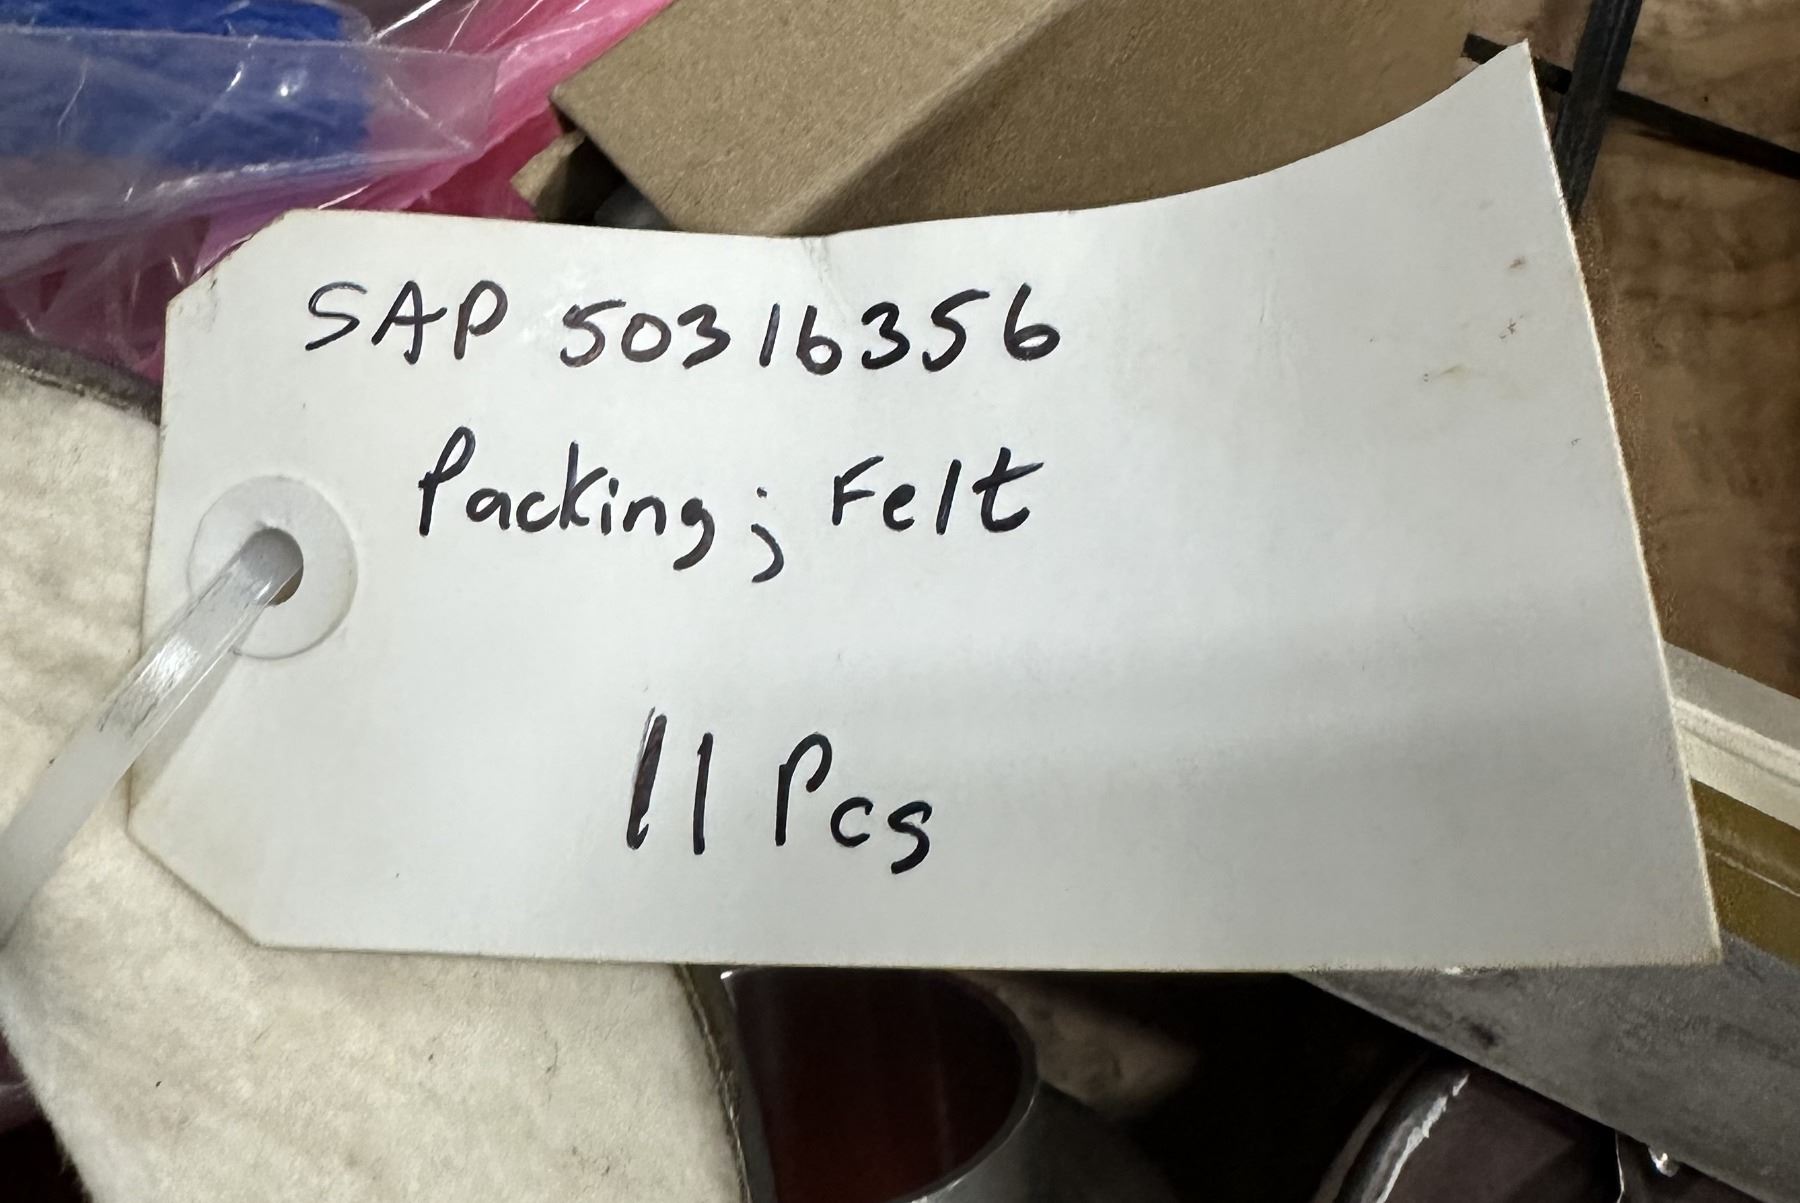 SAP 50316356
Packing; Felt
11 Pcs